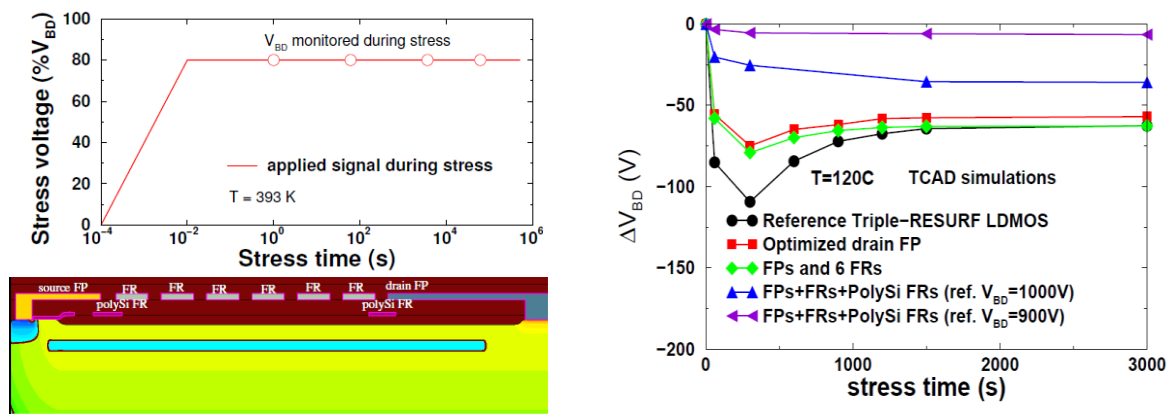 100
80
60
40
20
0
Stress voltage (%V_BD)
V_BD monitored during stress
applied signal during stress
T = 393 K
10^−4 10^−2 10^0 10^2 10^4 10^6
Stress time (s)
source FP FR FR FR FR FR FR drain FP
polySi FR polySi FR
0
−50
−100
−150
−200
ΔV_BD (V)
T=120C TCAD simulations
Reference Triple−RESURF LDMOS
Optimized drain FP
FPs and 6 FRs
FPs+FRs+PolySi FRs (ref. V_BD=1000V)
FPs+FRs+PolySi FRs (ref. V_BD=900V)
0 1000 2000 3000
stress time (s)